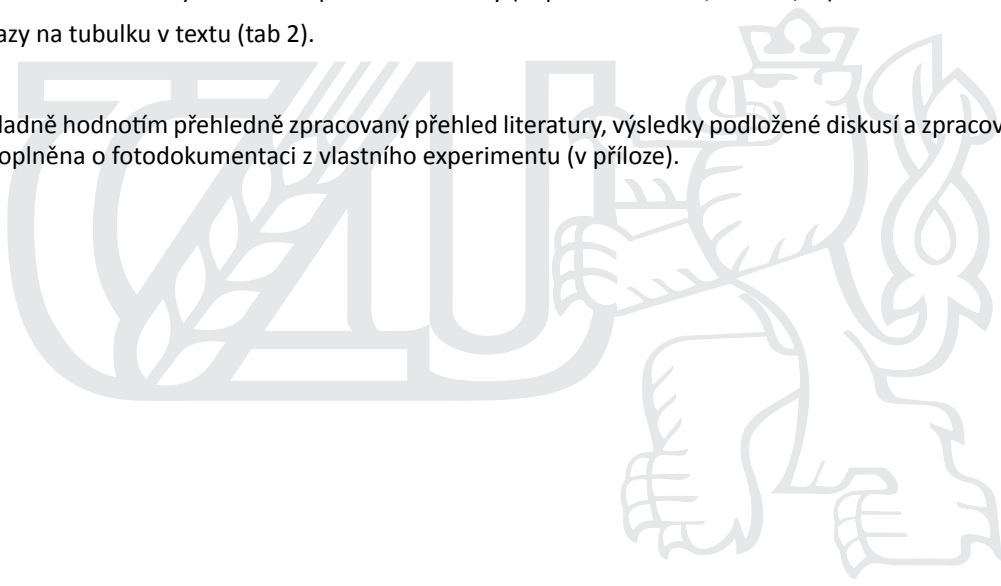 azy na tubulku v textu (tab 2).
ladně hodnotím přehledně zpracovaný přehled literatury, výsledky podložené diskusí a zpracov
oplněna o fotodokumentaci z vlastního experimentu (v příloze).
ČZU